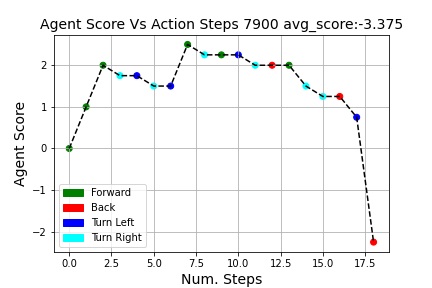 Agent Score Vs Action Steps 7900 avg_score:-3.375
Agent Score
2
1
0
−1
−2
Forward
Back
Turn Left
Turn Right
0.0 2.5 5.0 7.5 10.0 12.5 15.0 17.5
Num. Steps